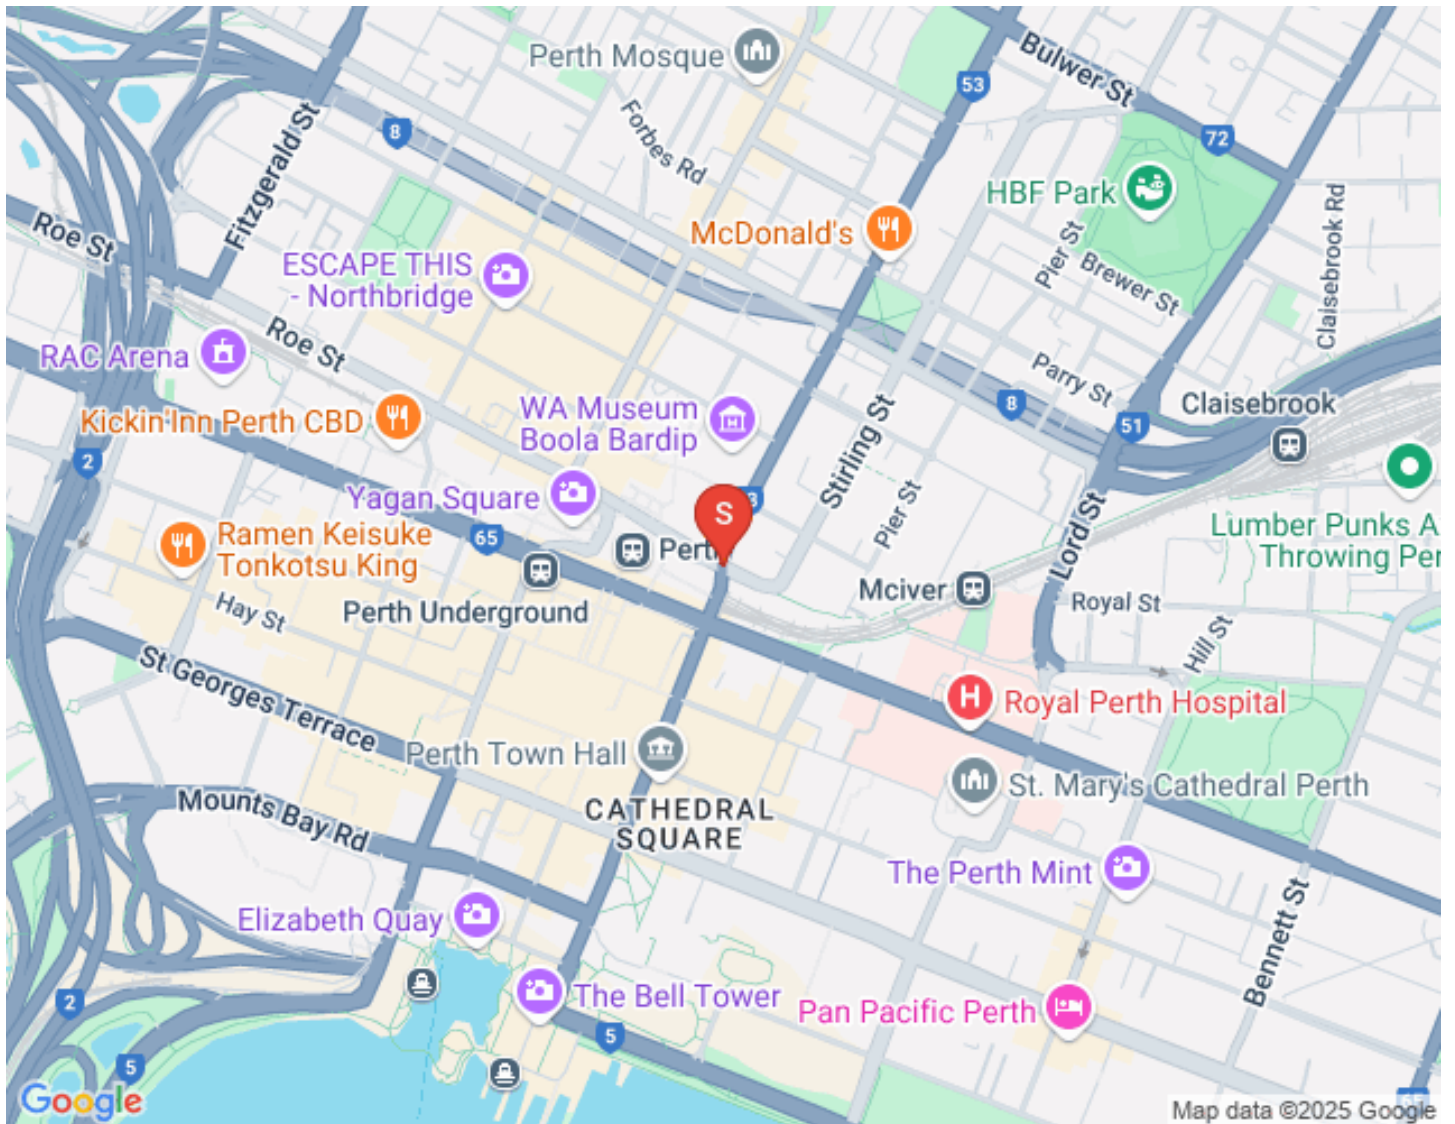 Perth Mosque
53
Bulwer St
8
Forbes Rd
72
Fitzgerald St
HBF Park
Roe St
McDonald's
Pier St
Brewer St
Claisebrook Rd
ESCAPE THIS
- Northbridge
Roe St
RAC Arena
Parry St
Claisebrook
8
51
Kickin'Inn Perth CBD
WA Museum
Boola Bardip
Stirling St
2
Yagan Square
S
3
Pier St
Lord St
Lumber Punks A
Throwing Per
Ramen Keisuke
Tonkotsu King
65
Perth
Mciver
Royal St
Hay St
Perth Underground
Hill St
St Georges Terrace
H
Royal Perth Hospital
Perth Town Hall
St. Mary's Cathedral Perth
Mounts Bay Rd
CATHEDRAL
SQUARE
The Perth Mint
Elizabeth Quay
Bennett St
2
The Bell Tower
Pan Pacific Perth
5
5
Google
65
Map data ©2025 Google